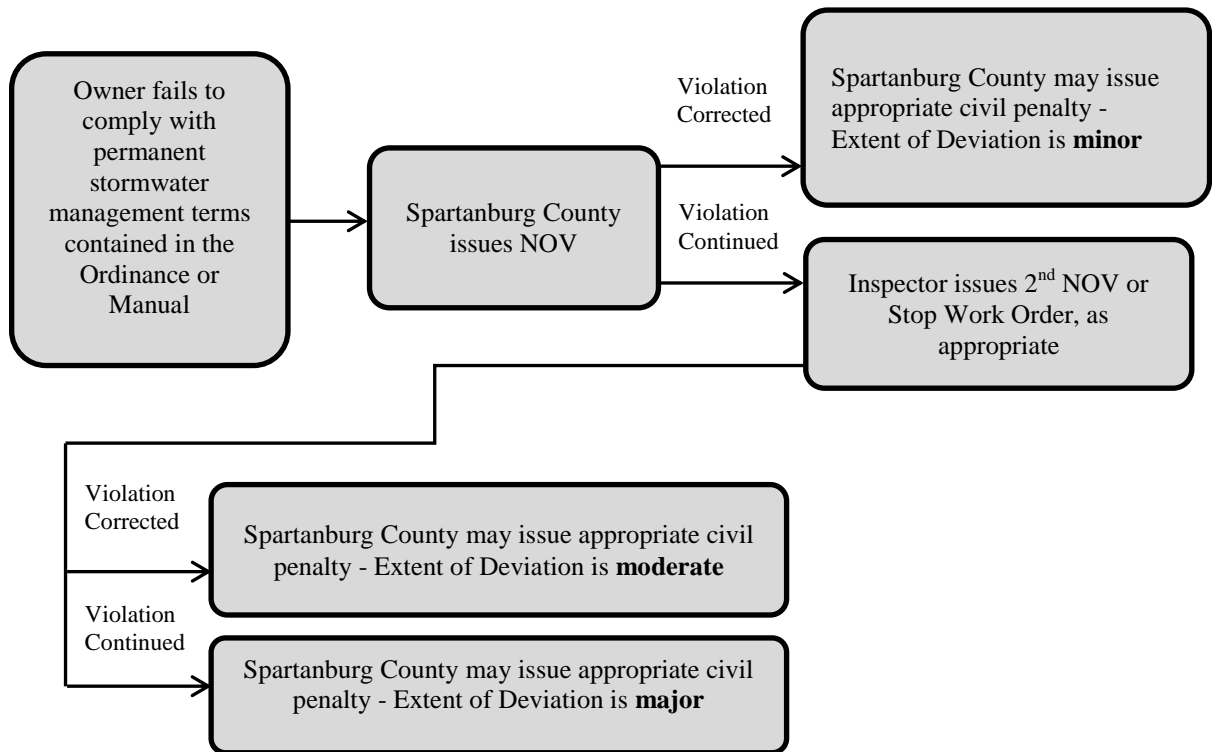 Owner fails to
comply with
permanent
stormwater
management terms
contained in the
Ordinance or
Manual
Spartanburg County
issues NOV
Violation
Corrected
Spartanburg County may issue
appropriate civil penalty -
Extent of Deviation is minor
Violation
Continued
Inspector issues 2nd NOV or
Stop Work Order, as
appropriate
Violation
Corrected
Spartanburg County may issue appropriate civil
penalty - Extent of Deviation is moderate
Violation
Continued
Spartanburg County may issue appropriate civil
penalty - Extent of Deviation is major